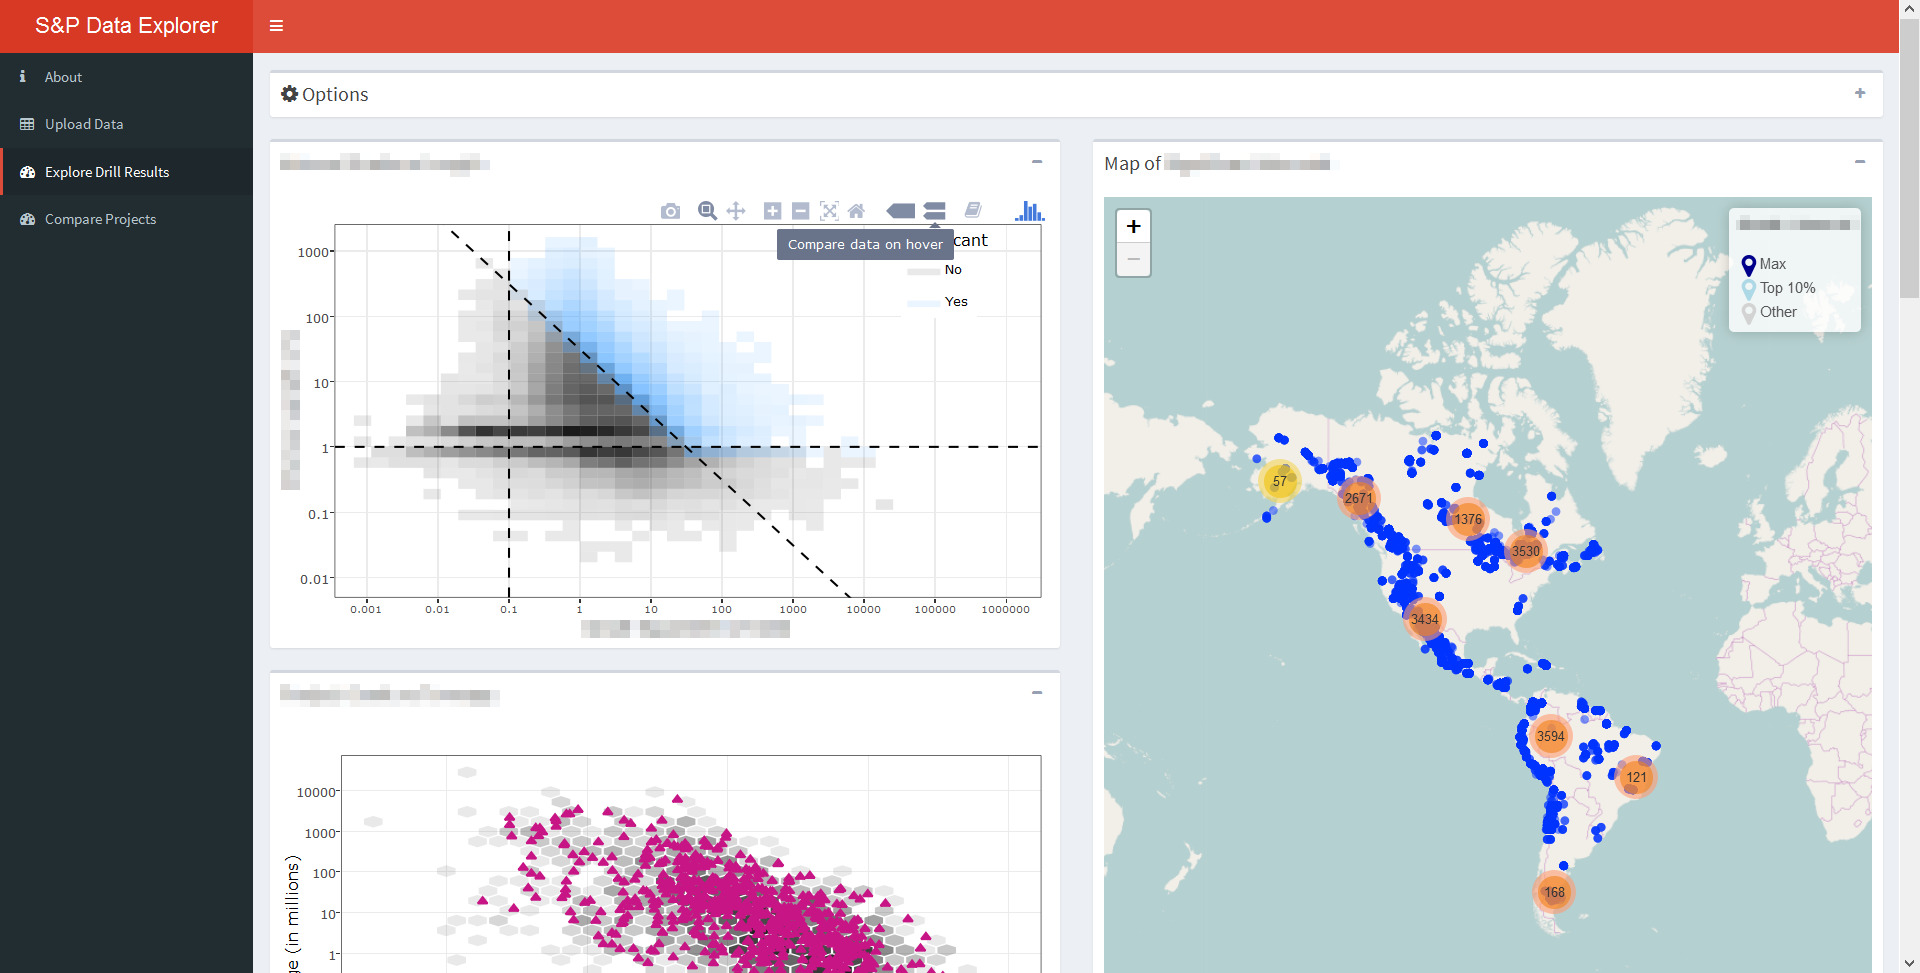 S&P Data Explorer
About
Upload Data
Explore Drill Results
Compare Projects
Options
Compare data on hover
cant
No
Yes
1000
100
10
1
0.1
0.01
0.001 0.01 0.1 1 10 100 1000 10000 100000 1000000
10000
1000
100
10
1
ge (in millions)
Map of
+
−
Max
Top 10%
Other
57
2671
1376
3530
3434
3594
121
168